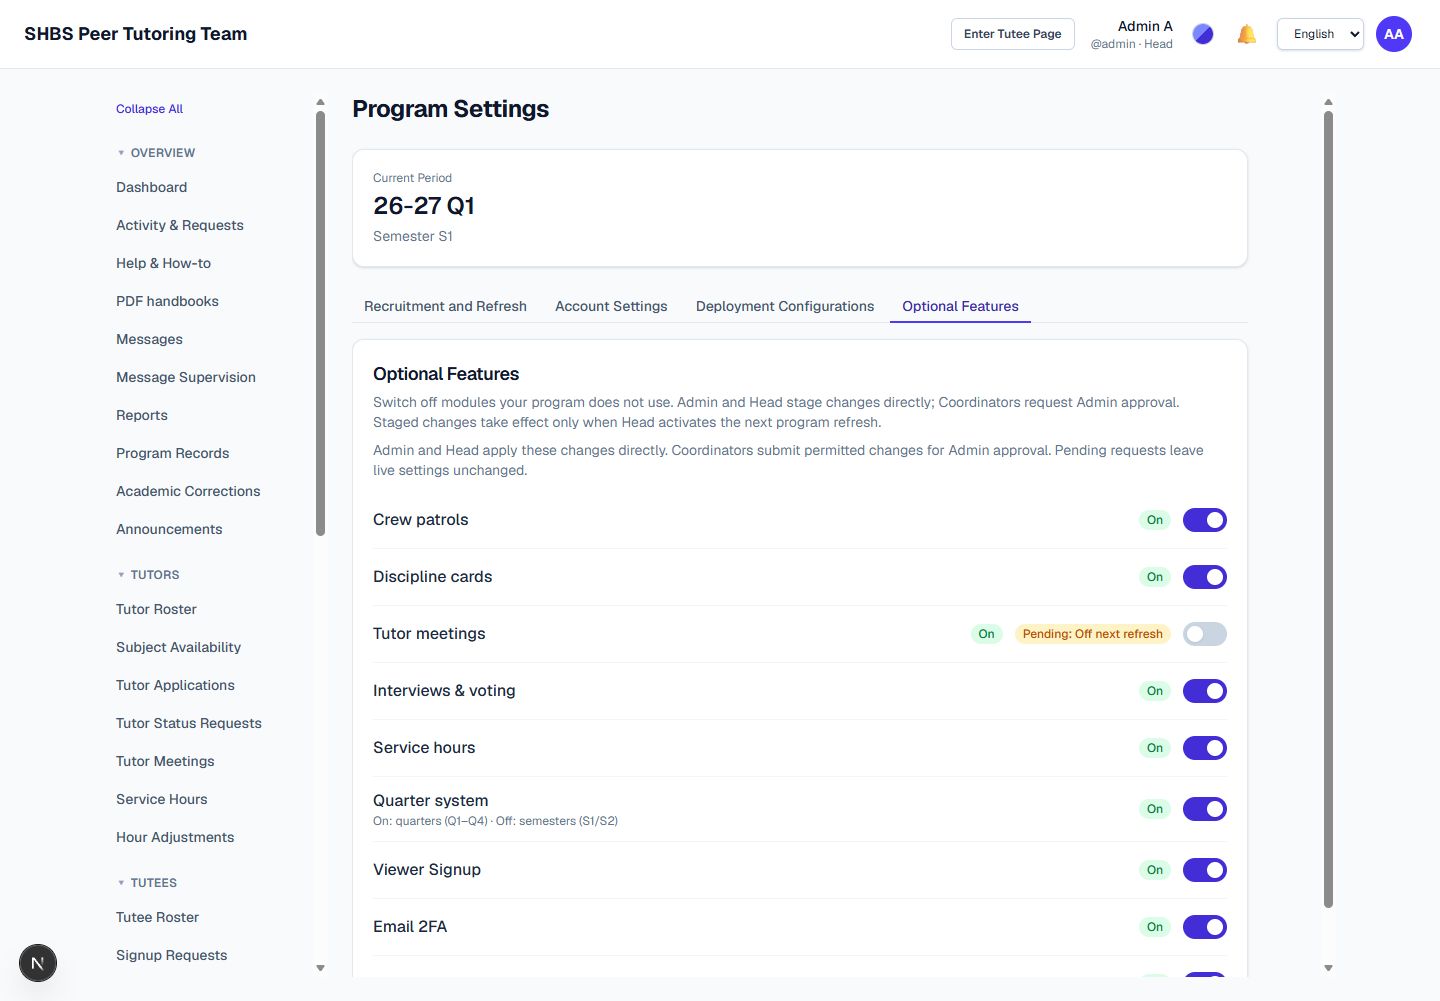 SHBS Peer Tutoring Team
Enter Tutee Page
Admin A
@admin · Head
English
AA
Collapse All
OVERVIEW
Dashboard
Activity & Requests
Help & How-to
PDF handbooks
Messages
Message Supervision
Reports
Program Records
Academic Corrections
Announcements
TUTORS
Tutor Roster
Subject Availability
Tutor Applications
Tutor Status Requests
Tutor Meetings
Service Hours
Hour Adjustments
TUTEES
Tutee Roster
Signup Requests
N
Program Settings
Current Period
26-27 Q1
Semester S1
Recruitment and Refresh
Account Settings
Deployment Configurations
Optional Features
Optional Features
Switch off modules your program does not use. Admin and Head stage changes directly; Coordinators request Admin approval.
Staged changes take effect only when Head activates the next program refresh.
Admin and Head apply these changes directly. Coordinators submit permitted changes for Admin approval. Pending requests leave
live settings unchanged.
Crew patrols On
Discipline cards On
Tutor meetings On Pending: Off next refresh
Interviews & voting On
Service hours On
Quarter system On
On: quarters (Q1–Q4) · Off: semesters (S1/S2)
Viewer Signup On
Email 2FA On